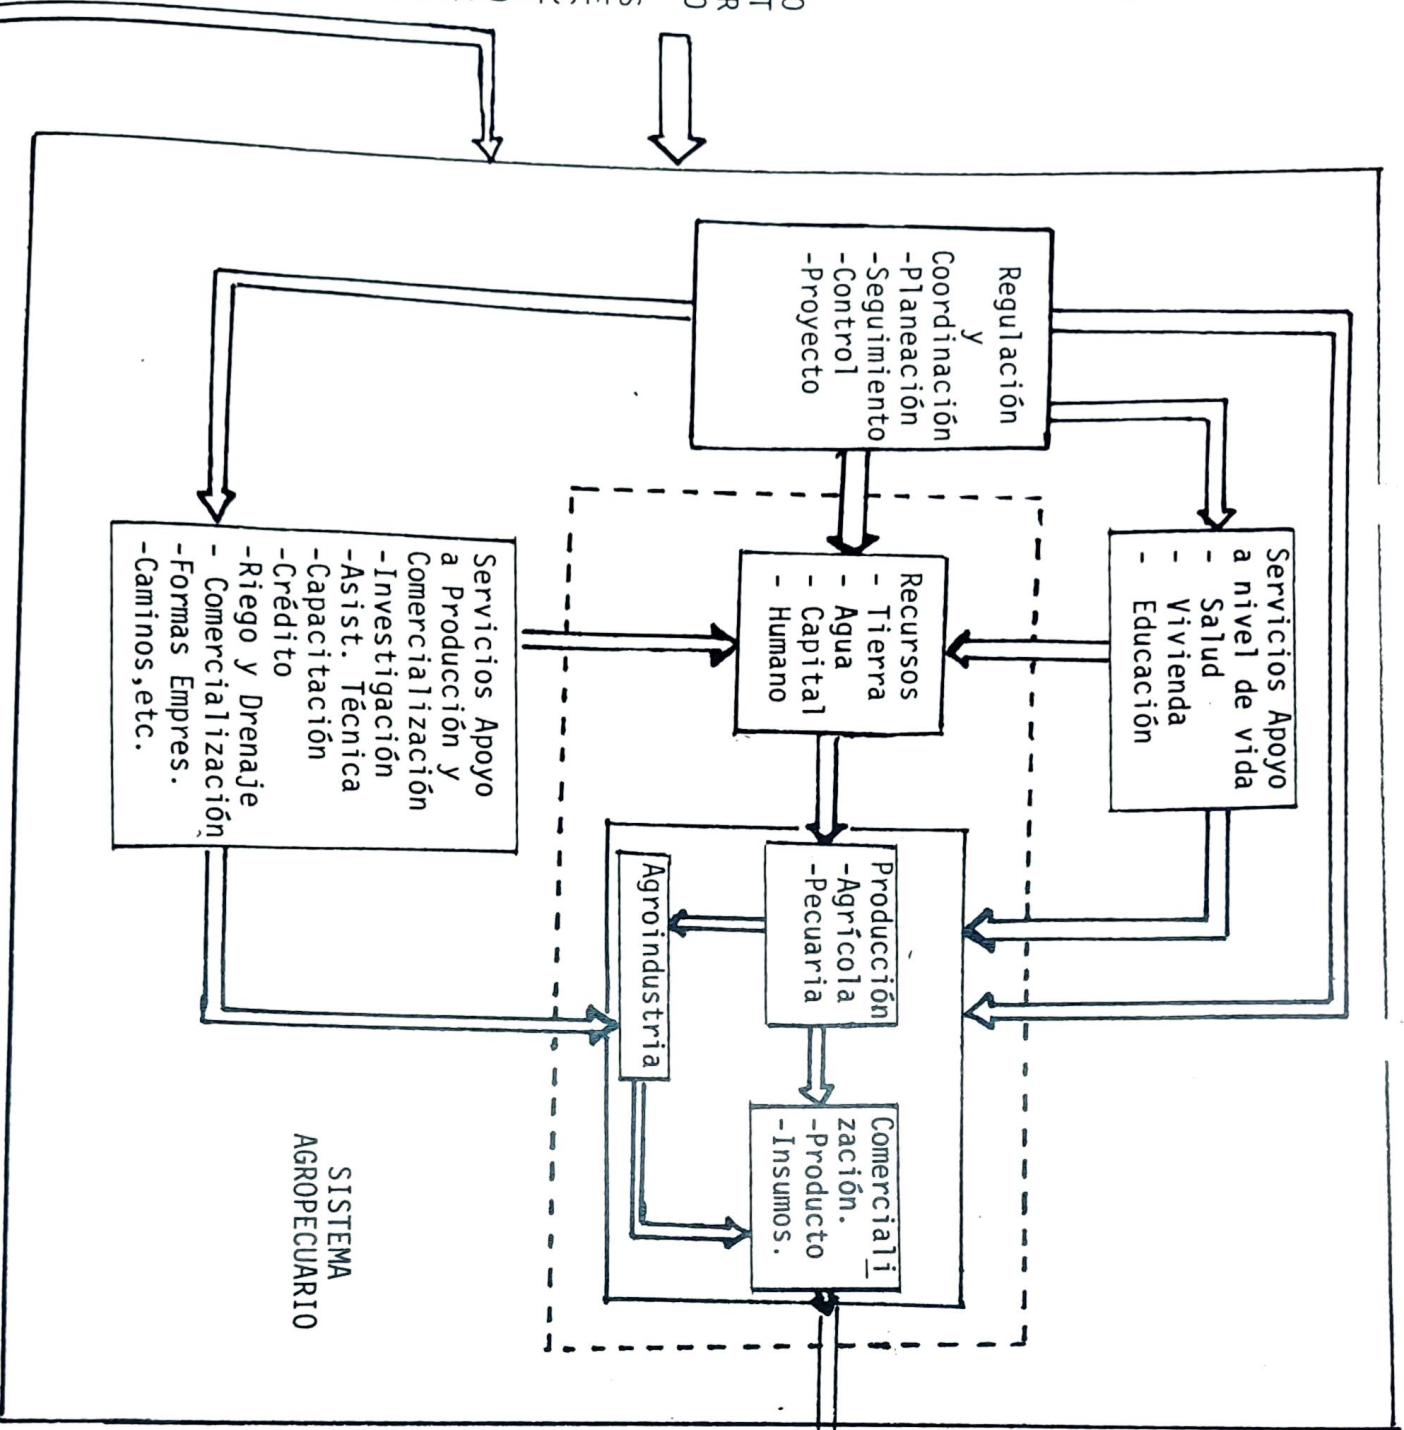 Regulación
y
Coordinación
-Planeación
-Seguimiento
-Control
-Proyecto
Servicios Apoyo
a nivel de vida
- Salud
- Vivienda
- Educación
Recursos
- Tierra
- Agua
- Capital
- Humano
Servicios Apoyo
a Producción y
Comercialización
-Investigación
-Asist. Técnica
-Capacitación
-Crédito
-Riego y Drenaje
- Comercialización
-Formas Empres.
-Caminos,etc.
Producción
-Agrícola
-Pecuaria
Agroindustria
Comerciali
zación.
-Producto
-Insumos.
SISTEMA
AGROPECUARIO